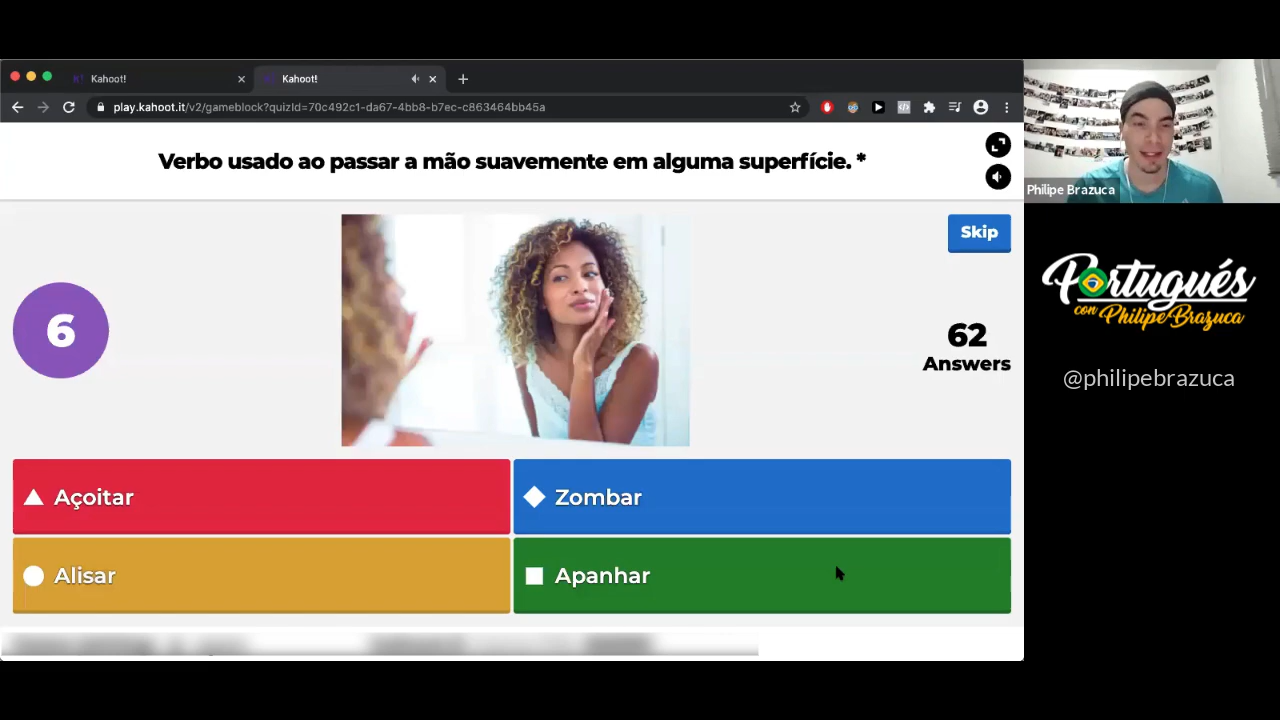 Kahoot!
Kahoot!
play.kahoot.it/v2/gameblock?quizId=70c492c1-da67-4bb8-b7ec-c863464bb45a
Verbo usado ao passar a mão suavemente em alguma superfície. *
Philipe Brazuca
Skip
6
62
Answers
Português
con Philipe Brazuca
@philipebrazuca
Açoitar
Zombar
Alisar
Apanhar